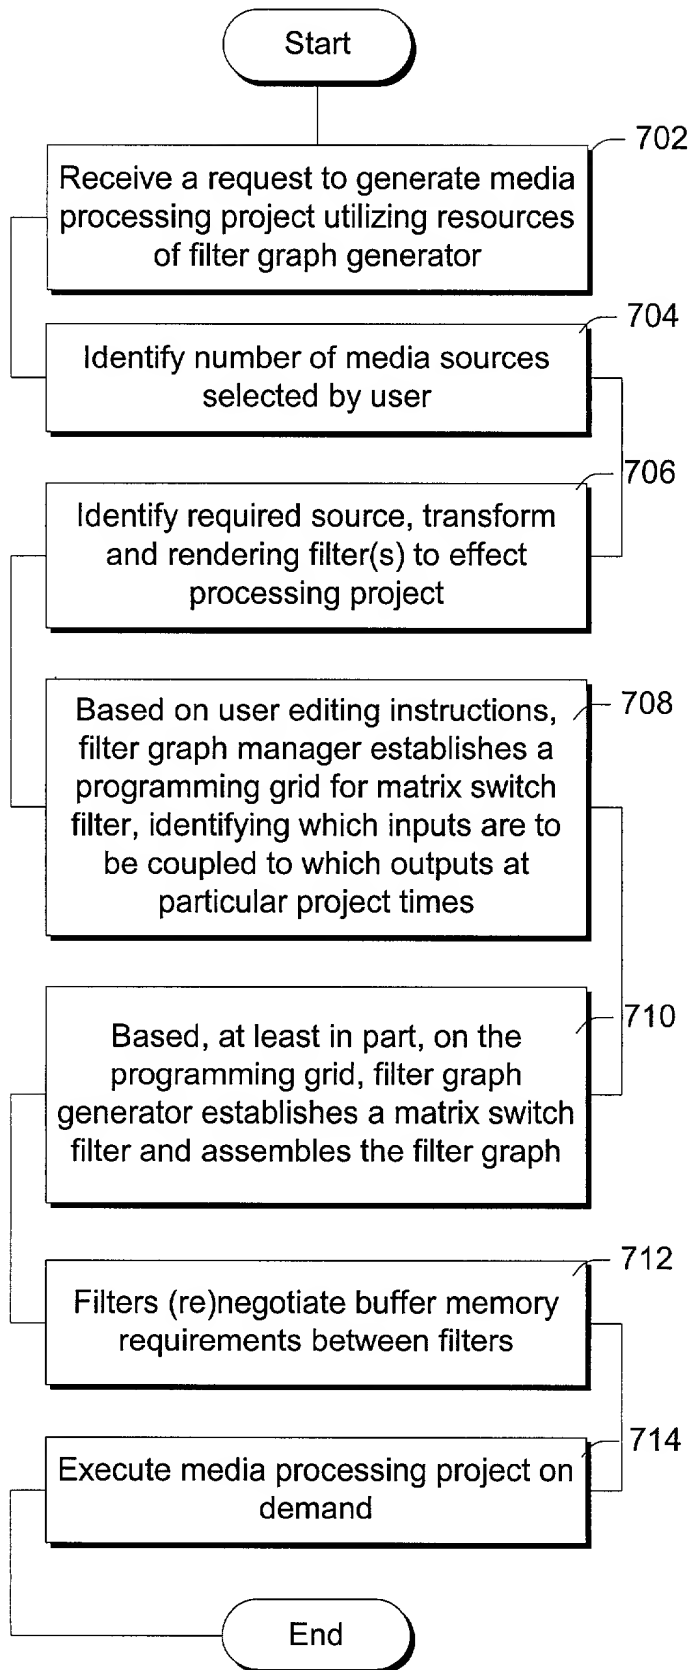 Start
702
Receive a request to generate media
processing project utilizing resources
of filter graph generator
704
Identify number of media sources
selected by user
706
Identify required source, transform
and rendering filter(s) to effect
processing project
708
Based on user editing instructions,
filter graph manager establishes a
programming grid for matrix switch
filter, identifying which inputs are to
be coupled to which outputs at
particular project times
710
Based, at least in part, on the
programming grid, filter graph
generator establishes a matrix switch
filter and assembles the filter graph
712
Filters (re)negotiate buffer memory
requirements between filters
714
Execute media processing project on
demand
End